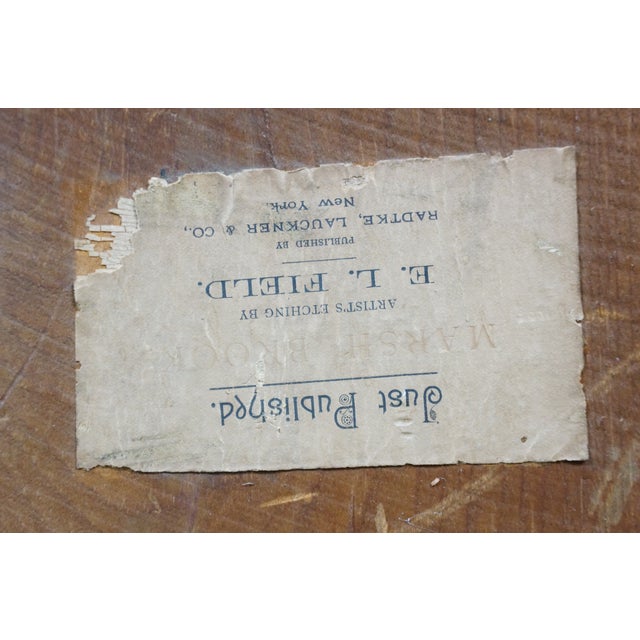 Just Published.
MARSH BROOK
ARTIST'S ETCHING BY
E. L. FIELD.
PUBLISHED BY
RADTKE, LAUCKNER & CO.,
New York.